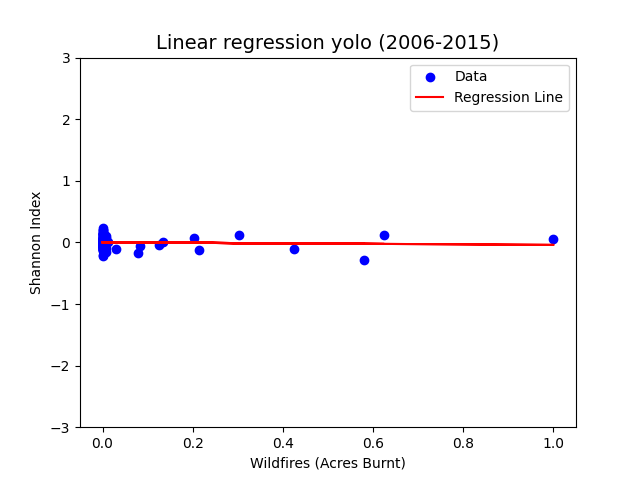 Linear regression yolo (2006-2015)
Data
Regression Line
3
2
1
0
−1
−2
−3
Shannon Index
0.0 0.2 0.4 0.6 0.8 1.0
Wildfires (Acres Burnt)